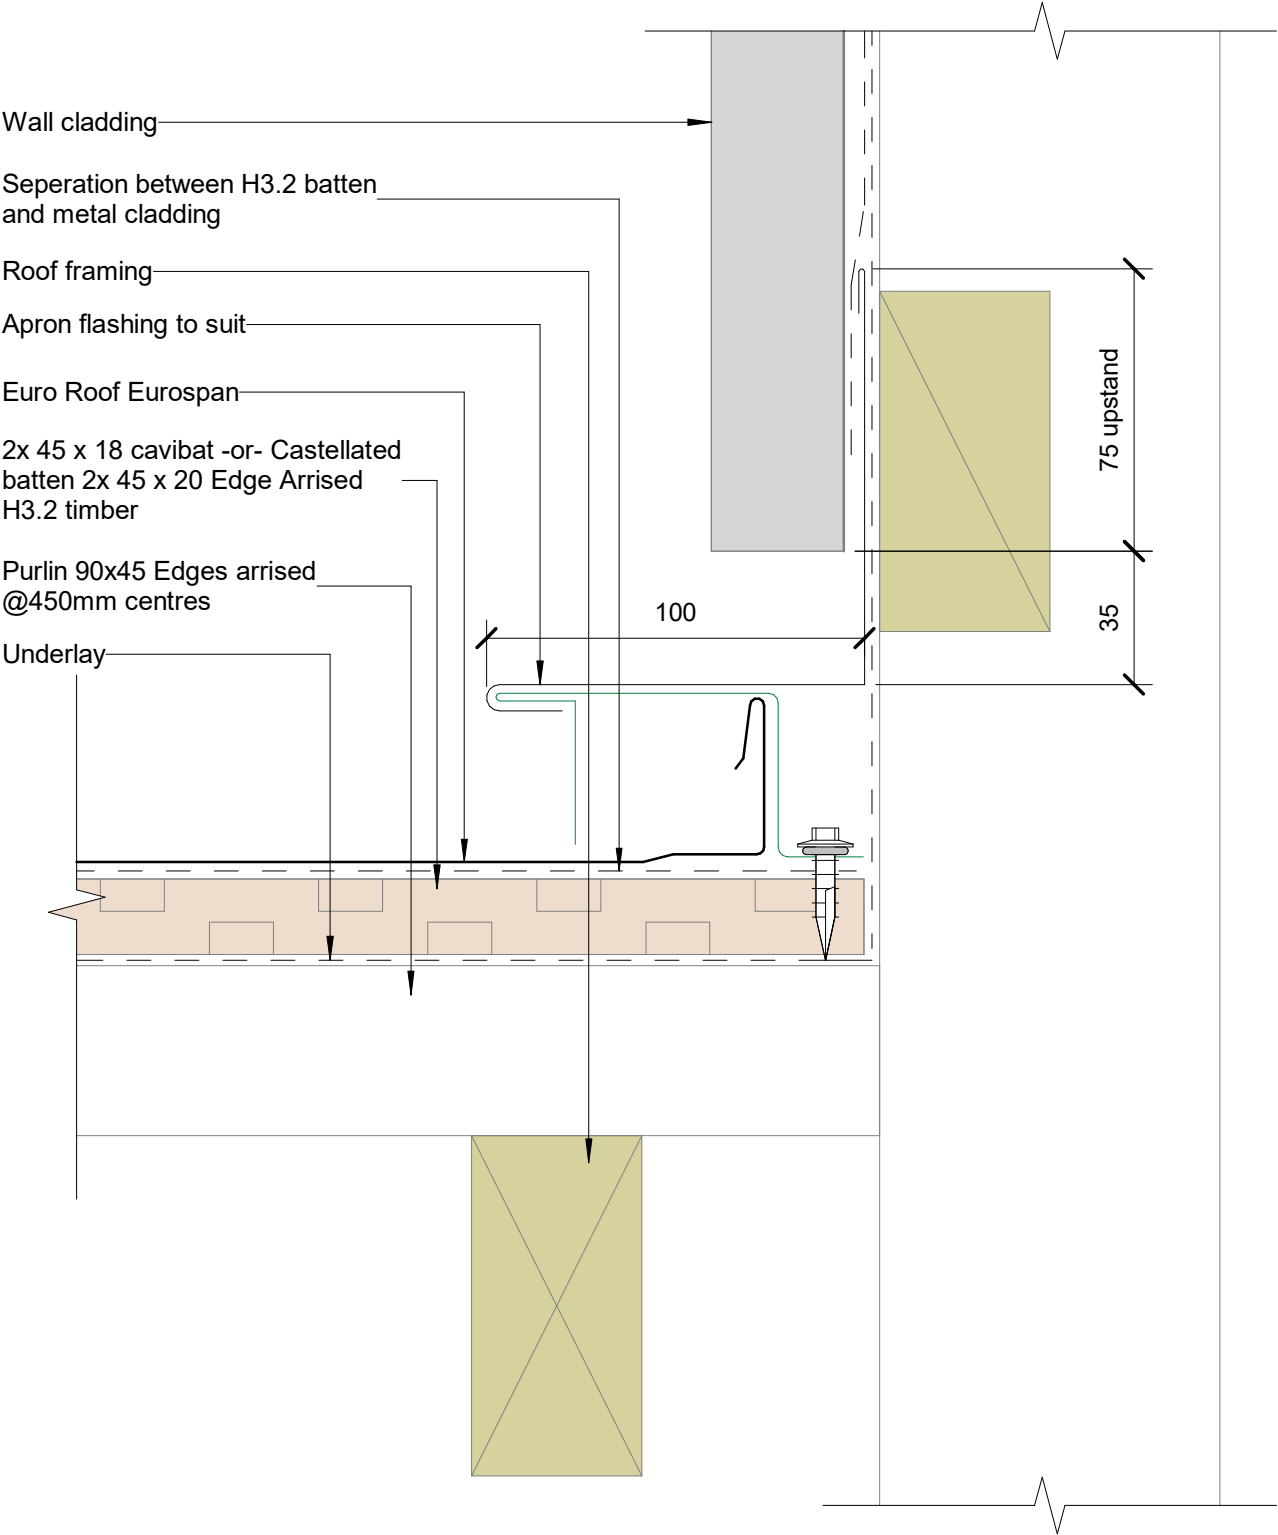 Wall cladding
Seperation between H3.2 batten
and metal cladding
Roof framing
Apron flashing to suit
Euro Roof Eurospan
2x 45 x 18 cavibat -or- Castellated
batten 2x 45 x 20 Edge Arrised
H3.2 timber
Purlin 90x45 Edges arrised
@450mm centres
Underlay
100
75 upstand
35